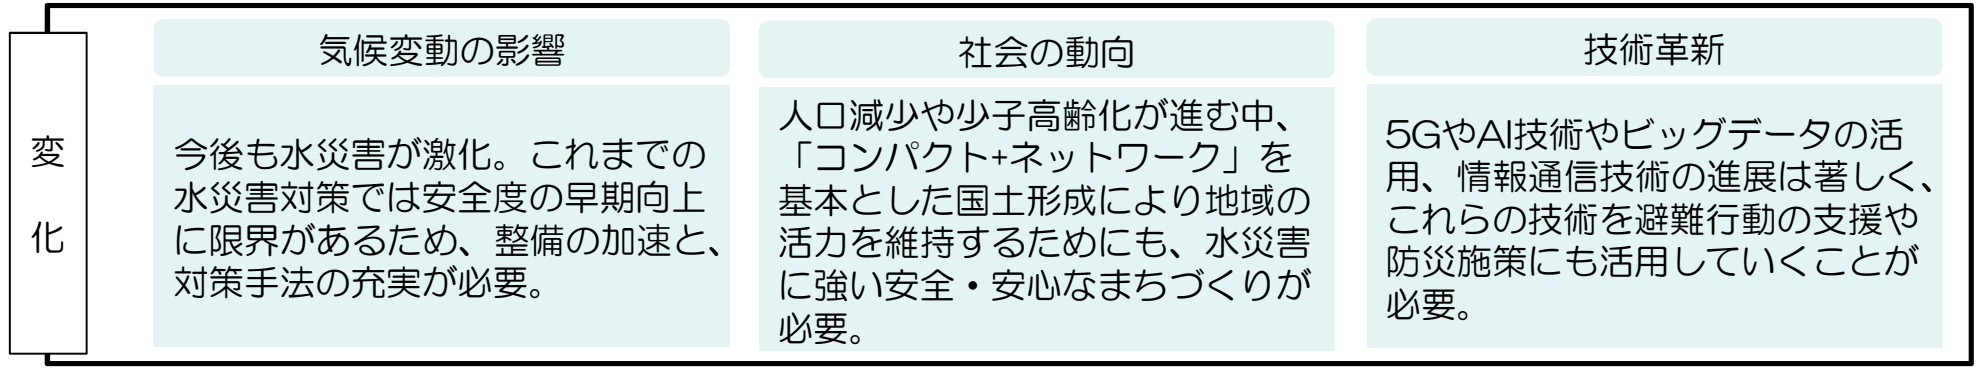 変化
気候変動の影響
今後も水災害が激化。これまでの
水災害対策では安全度の早期向上
に限界があるため、整備の加速と、
対策手法の充実が必要。
社会の動向
人口減少や少子高齢化が進む中、
「コンパクト+ネットワーク」を
基本とした国土形成により地域の
活力を維持するためにも、水災害
に強い安全・安心なまちづくりが
必要。
技術革新
5GやAI技術やビッグデータの活
用、情報通信技術の進展は著しく、
これらの技術を避難行動の支援や
防災施策にも活用していくことが
必要。